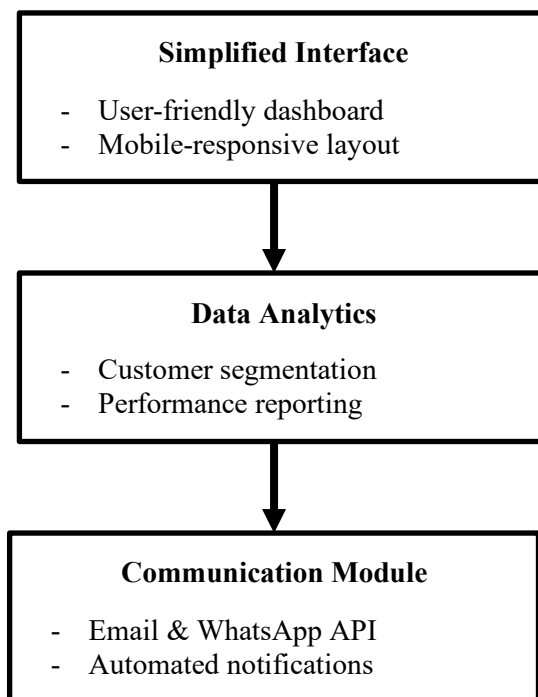 Simplified Interface
- User-friendly dashboard
- Mobile-responsive layout
Data Analytics
- Customer segmentation
- Performance reporting
Communication Module
- Email & WhatsApp API
- Automated notifications